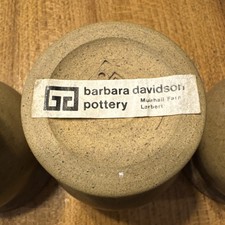 barbara davidson
pottery
Muirhall Farm
Larbert